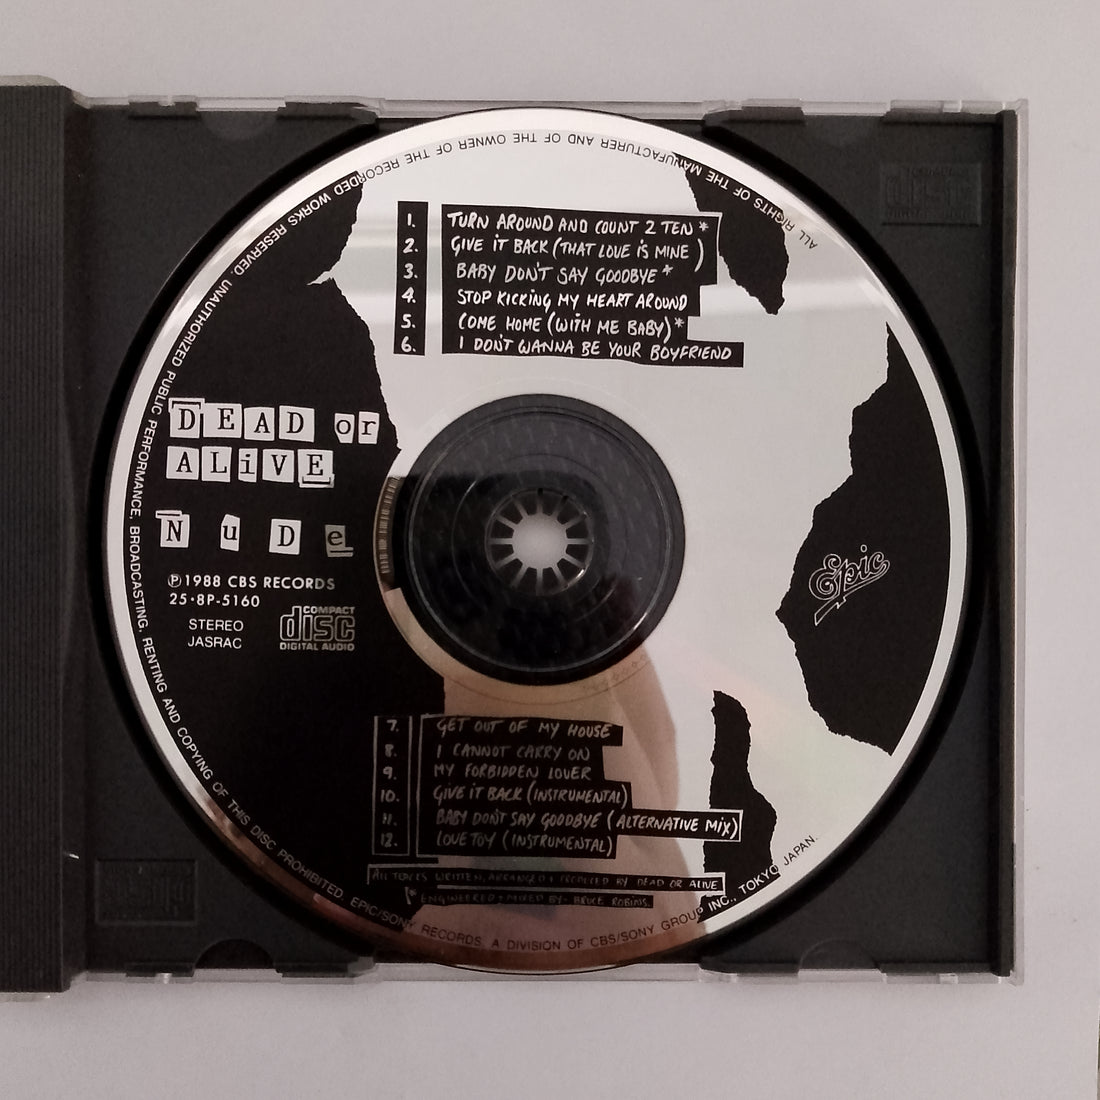 1. TURN AROUND AND COUNT 2 TEN *
2. GIVE IT BACK (THAT LOVE IS MINE )
3. BABY DON'T SAY GOODBYE *
4. STOP KICKING MY HEART AROUND
5. COME HOME (WITH ME BABY) *
6. I DON'T WANNA BE YOUR BOYFRIEND
DEAD or
ALiVE
NuDe
Ⓟ1988 CBS RECORDS
25·8P-5160
STEREO
JASRAC
COMPACT
disc
DIGITAL AUDIO
Epic
7. GET OUT OF MY HOUSE
8. I CANNOT CARRY ON
9. MY FORBIDDEN LOVER
10. GIVE IT BACK (INSTRUMENTAL)
11. BABY DON'T SAY GOODBYE (ALTERNATIVE MIX)
12. LOVE TOY (INSTRUMENTAL)
ALL TUNES WRITTEN, ARRANGED + PRODUCED BY DEAD OR ALIVE
* ENGINEERED + MIXED BY - BRUCE ROBINS.
ALL RIGHTS OF THE MANUFACTURER AND OF THE OWNER OF THE RECORDED WORKS RESERVED. UNAUTHORIZED PUBLIC PERFORMANCE, BROADCASTING, RENTING AND COPYING OF THIS DISC PROHIBITED. EPIC/SONY RECORDS, A DIVISION OF CBS/SONY GROUP INC., TOKYO JAPAN.